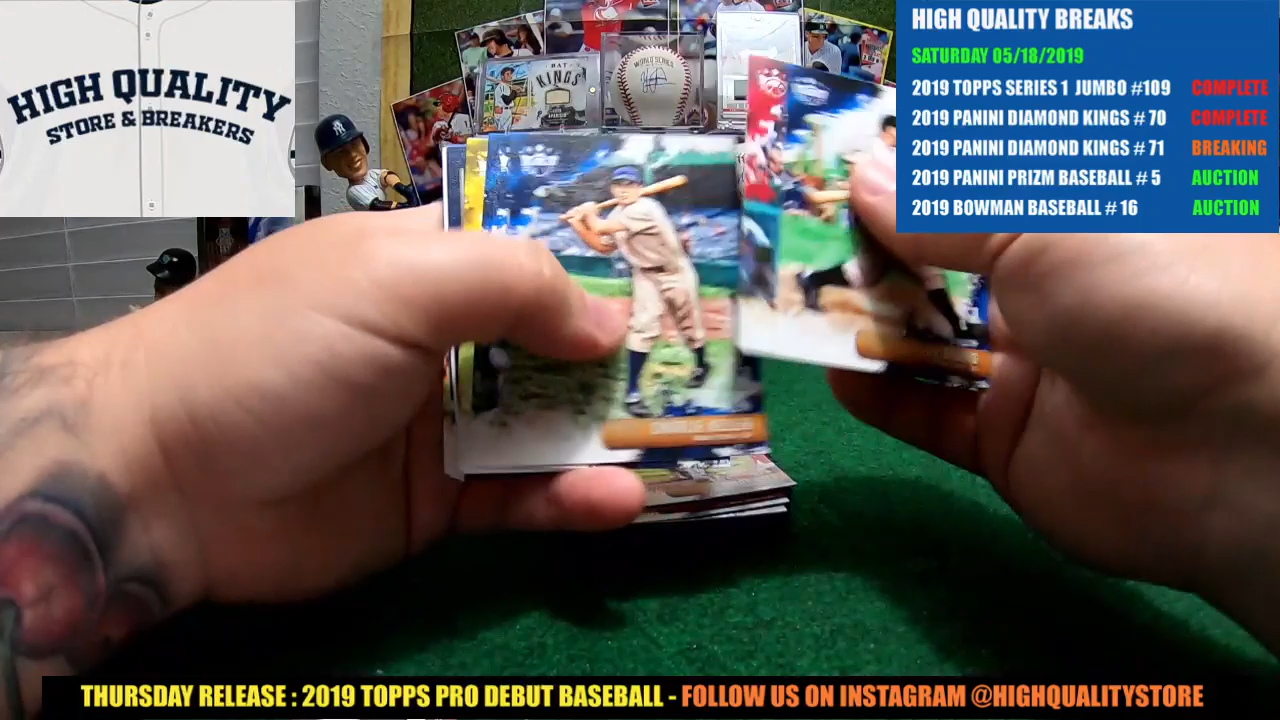 HIGH QUALITY
STORE & BREAKERS
HIGH QUALITY BREAKS
SATURDAY 05/18/2019
2019 TOPPS SERIES 1 JUMBO #109 COMPLETE
2019 PANINI DIAMOND KINGS # 70 COMPLETE
2019 PANINI DIAMOND KINGS # 71 BREAKING
2019 PANINI PRIZM BASEBALL # 5 AUCTION
2019 BOWMAN BASEBALL # 16 AUCTION
BAT
KINGS
WORLD SERIES
THURSDAY RELEASE : 2019 TOPPS PRO DEBUT BASEBALL - FOLLOW US ON INSTAGRAM @HIGHQUALITYSTORE